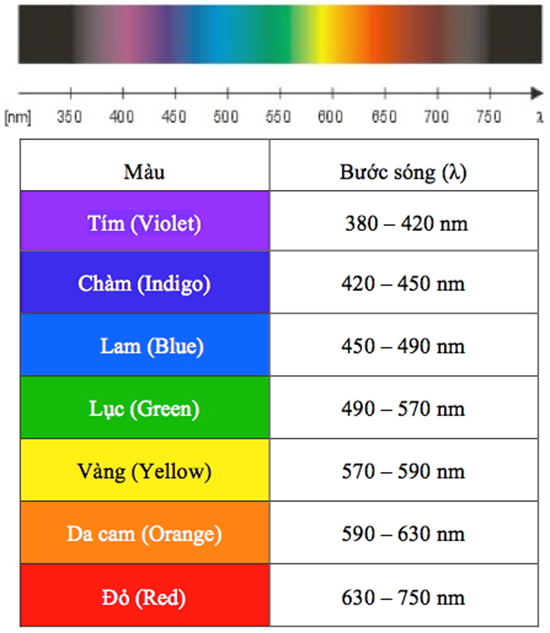 [nm] 350 400 450 500 550 600 650 700 750 λ
Màu Bước sóng (λ)
Tím (Violet) 380 – 420 nm
Chàm (Indigo) 420 – 450 nm
Lam (Blue) 450 – 490 nm
Lục (Green) 490 – 570 nm
Vàng (Yellow) 570 – 590 nm
Da cam (Orange) 590 – 630 nm
Đỏ (Red) 630 – 750 nm